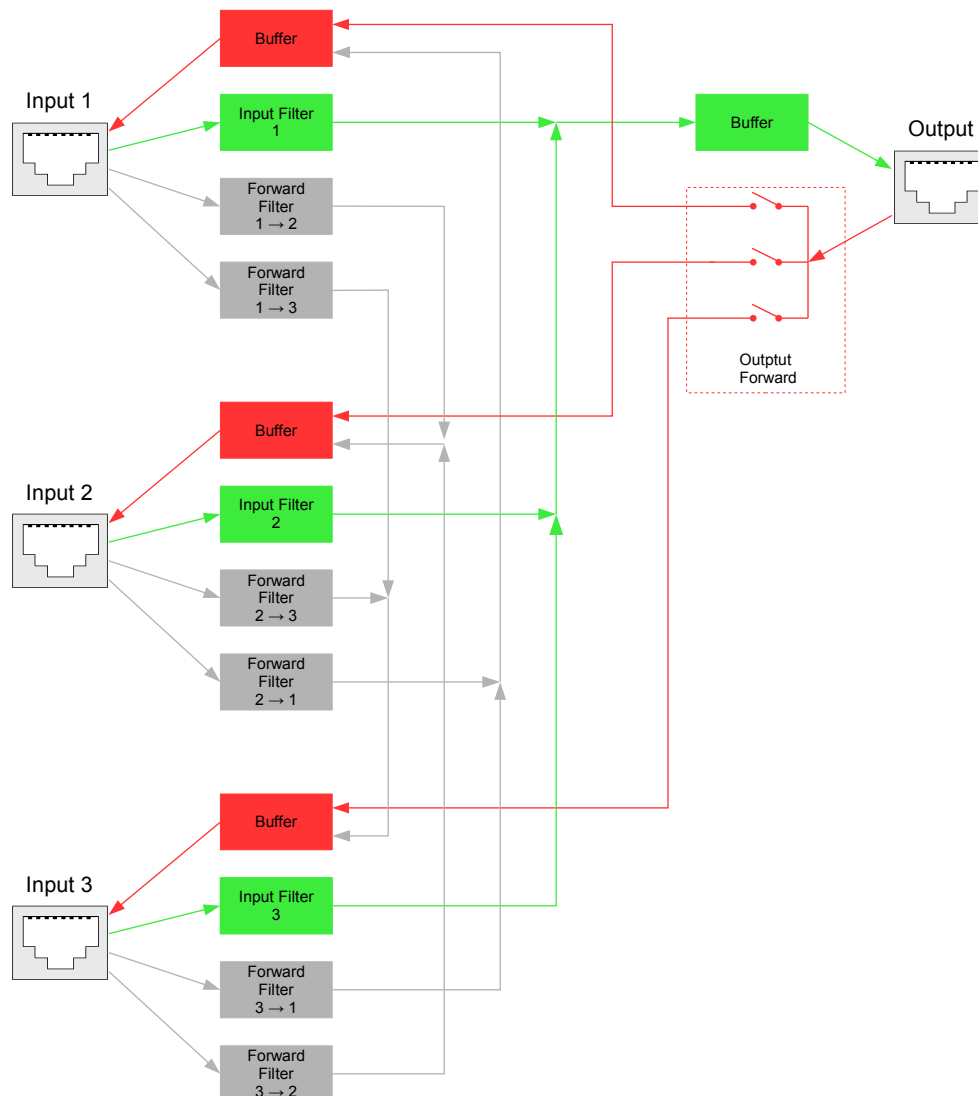 Buffer
Input 1
Input Filter
1
Buffer
Output
Forward
Filter
1 → 2
Forward
Filter
1 → 3
Outptut
Forward
Buffer
Input 2
Input Filter
2
Forward
Filter
2 → 3
Forward
Filter
2 → 1
Buffer
Input 3
Input Filter
3
Forward
Filter
3 → 1
Forward
Filter
3 → 2